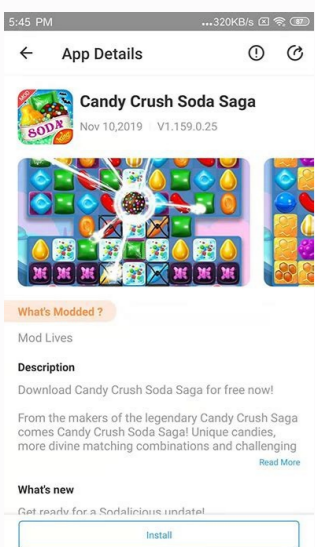 5:45 PM ...320KB/s 87
App Details
MOD
SODA
Candy Crush Soda Saga
Nov 10,2019 V1.159.0.25
What's Modded ?
Mod Lives
Description
Download Candy Crush Soda Saga for free now!
From the makers of the legendary Candy Crush Saga
comes Candy Crush Soda Saga! Unique candies,
more divine matching combinations and challenging
Read More
What's new
Get ready for a Sodalicious update!
Install